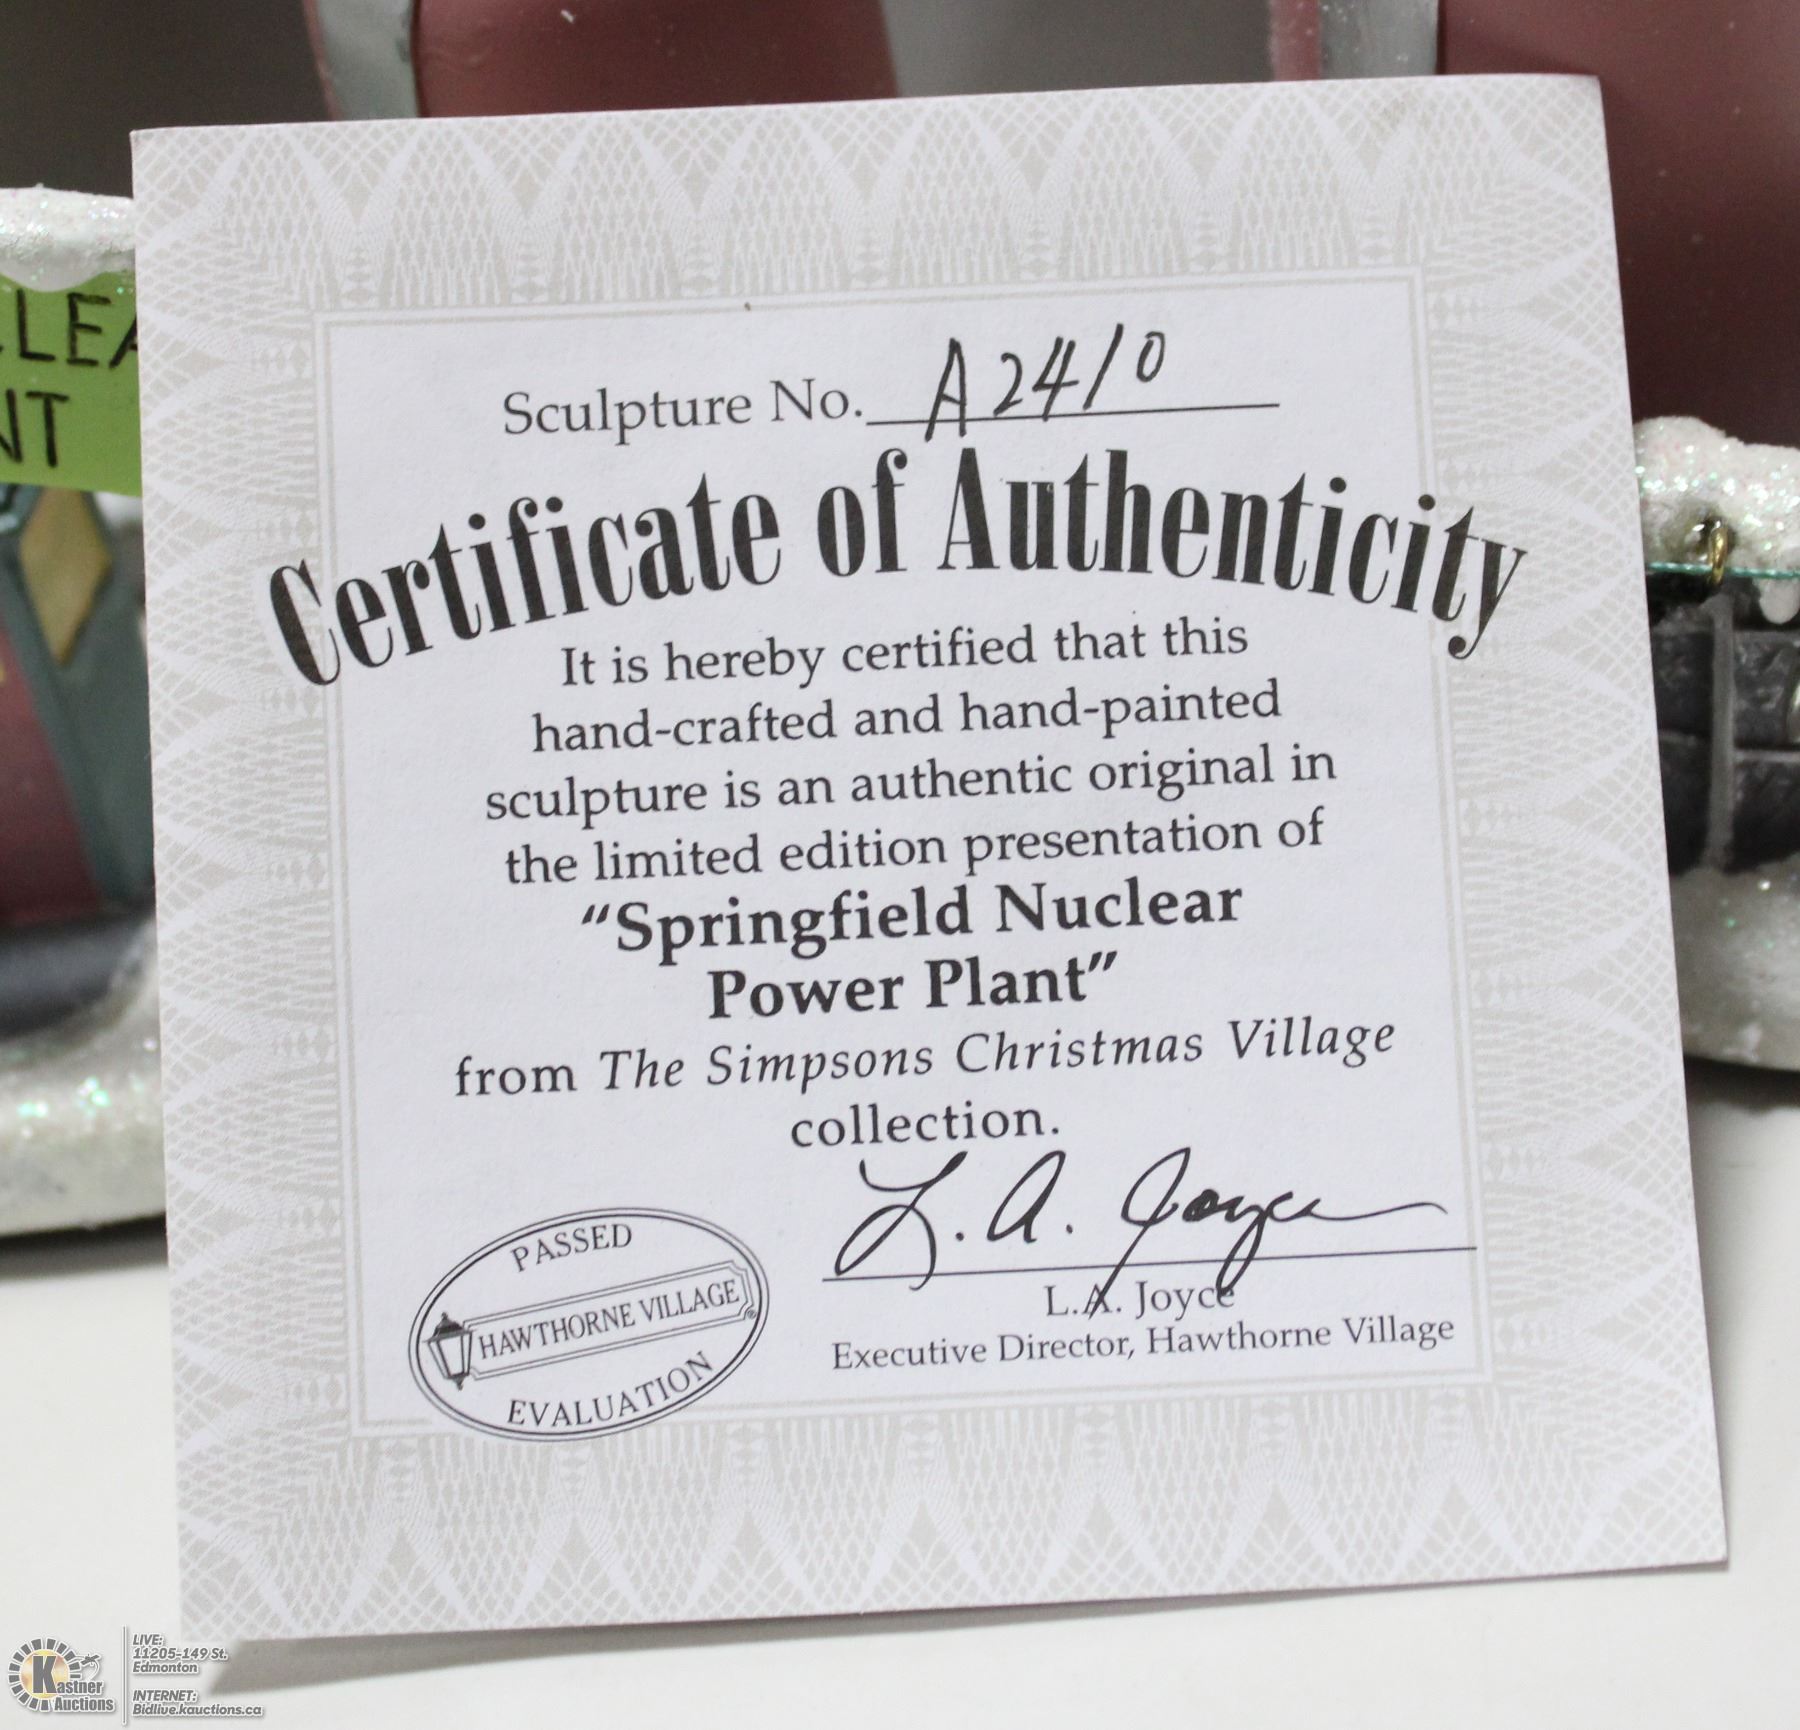 LEA
NT
Sculpture No. A2410
Certificate of Authenticity
It is hereby certified that this
hand-crafted and hand-painted
sculpture is an authentic original in
the limited edition presentation of
“Springfield Nuclear
Power Plant”
from The Simpsons Christmas Village
collection.
L. A. Joyce
L.A. Joyce
Executive Director, Hawthorne Village
PASSED
HAWTHORNE VILLAGE®
EVALUATION
Kastner
Auctions
LIVE:
11205-149 St.
Edmonton
INTERNET:
Bidlive.kauctions.ca